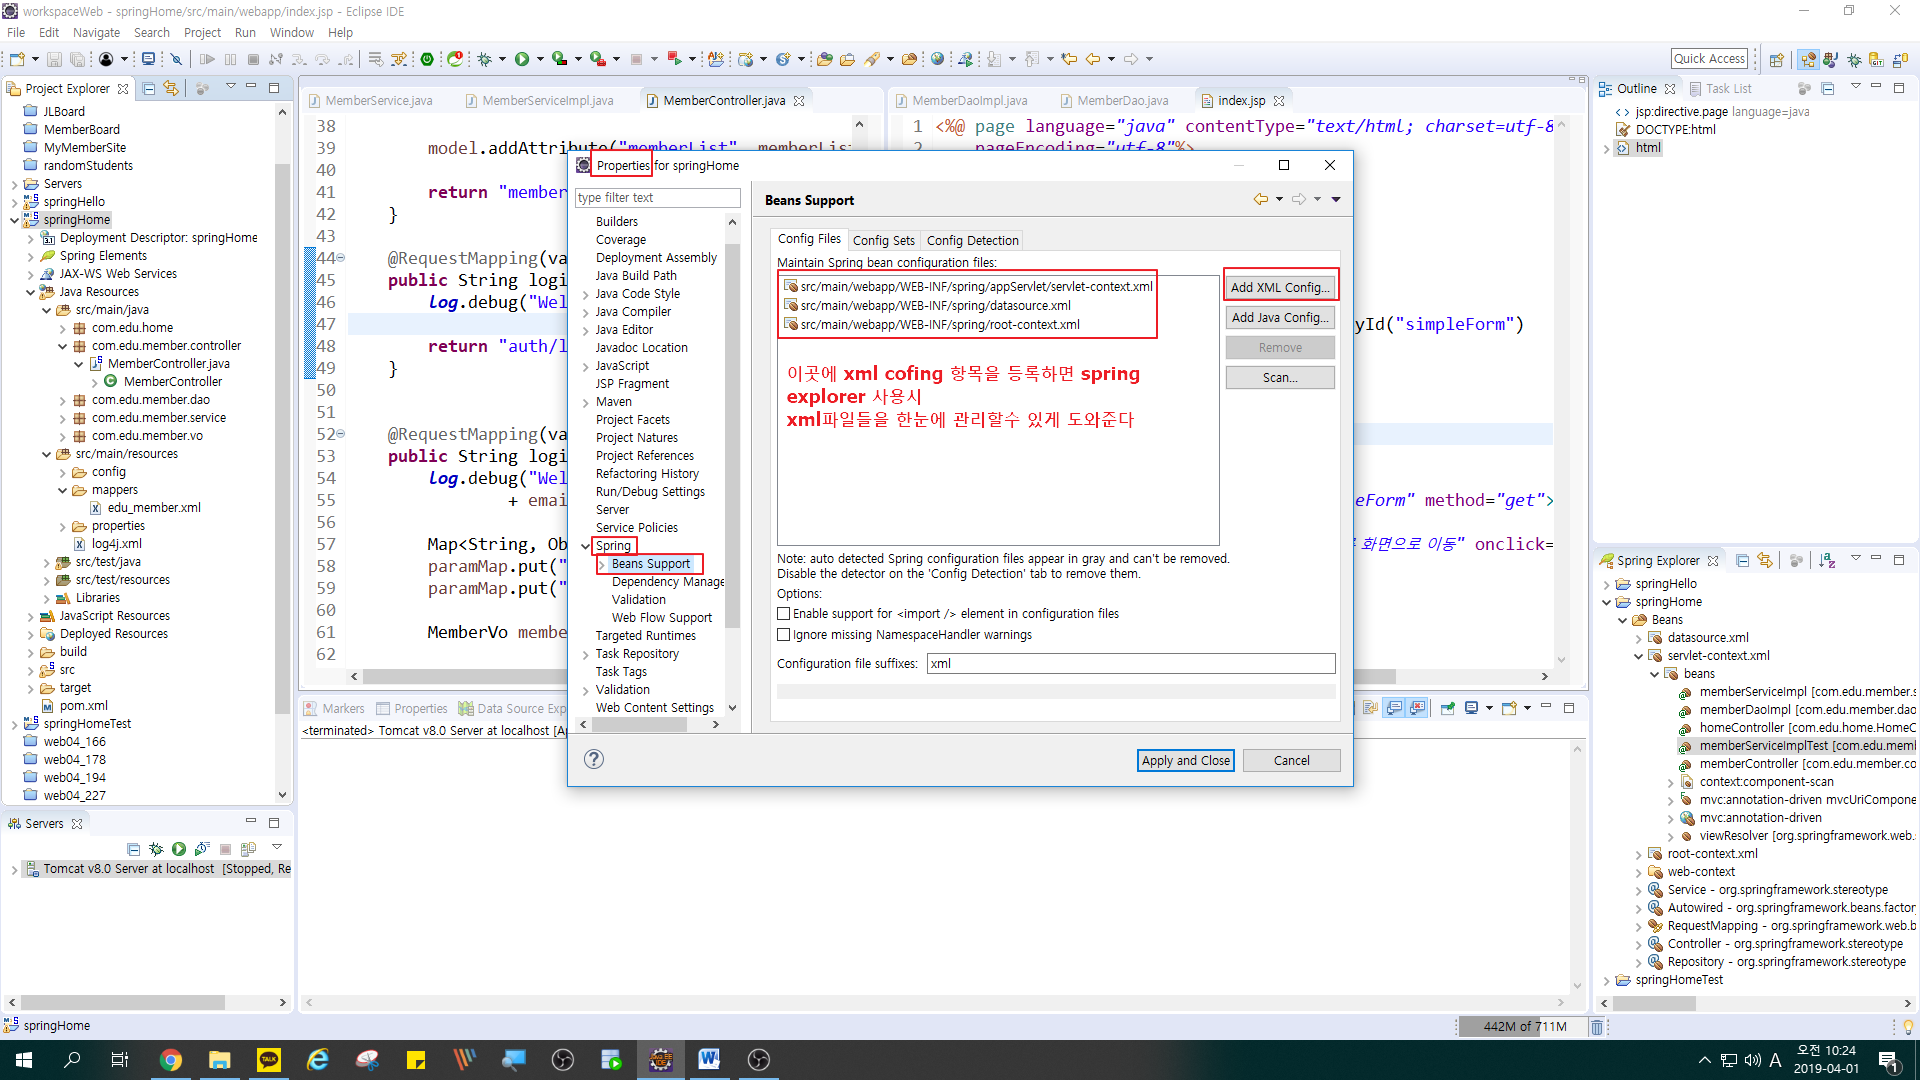 workspaceWeb - springHome/src/main/webapp/index.jsp - Eclipse IDE
File Edit Navigate Search Project Run Window Help
Quick Access
Project Explorer
JLBoard
MemberBoard
MyMemberSite
randomStudents
Servers
springHello
springHome
Deployment Descriptor: springHome
Spring Elements
JAX-WS Web Services
Java Resources
src/main/java
com.edu.home
com.edu.member.controller
MemberController.java
MemberController
com.edu.member.dao
com.edu.member.service
com.edu.member.vo
src/main/resources
config
mappers
edu_member.xml
properties
log4j.xml
src/test/java
src/test/resources
Libraries
JavaScript Resources
Deployed Resources
build
src
target
pom.xml
springHomeTest
web04_166
web04_178
web04_194
web04_227
Servers
Tomcat v8.0 Server at localhost [Stopped, Re
springHome
MemberService.java MemberServiceImpl.java MemberController.java
38
39 model.addAttribute("memberList", memberLis
40
41 return "member
42 }
43
44 @RequestMapping(va
45 public String logi
46 log.debug("Wel
47
48 return "auth/l
49 }
50
51
52 @RequestMapping(va
53 public String logi
54 log.debug("Wel
55 + emai
56
57 Map<String, Ob
58 paramMap.put("
59 paramMap.put("
60
61 MemberVo membe
62
MemberDaoImpl.java MemberDao.java index.jsp
1 <%@ page language="java" contentType="text/html; charset=utf-8
2 pageEncoding="utf-8"%>
yId("simpleForm")
eForm" method="get">
화면으로 이동" onclick=
Properties for springHome
type filter text
Builders
Coverage
Deployment Assembly
Java Build Path
Java Code Style
Java Compiler
Java Editor
Javadoc Location
JavaScript
JSP Fragment
Maven
Project Facets
Project Natures
Project References
Refactoring History
Run/Debug Settings
Server
Service Policies
Spring
Beans Support
Dependency Manage
Validation
Web Flow Support
Targeted Runtimes
Task Repository
Task Tags
Validation
Web Content Settings
Beans Support
Config Files Config Sets Config Detection
Maintain Spring bean configuration files:
src/main/webapp/WEB-INF/spring/appServlet/servlet-context.xml
src/main/webapp/WEB-INF/spring/datasource.xml
src/main/webapp/WEB-INF/spring/root-context.xml
이곳에 xml cofing 항목을 등록하면 spring
explorer 사용시
xml파일들을 한눈에 관리할수 있게 도와준다
Add XML Config...
Add Java Config...
Remove
Scan...
Note: auto detected Spring configuration files appear in gray and can't be removed.
Disable the detector on the 'Config Detection' tab to remove them.
Options:
Enable support for <import /> element in configuration files
Ignore missing NamespaceHandler warnings
Configuration file suffixes: xml
Apply and Close Cancel
Markers Properties Data Source Exp
<terminated> Tomcat v8.0 Server at localhost [A
Outline Task List
jsp:directive.page language=java
DOCTYPE:html
html
Spring Explorer
springHello
springHome
Beans
datasource.xml
servlet-context.xml
beans
memberServiceImpl [com.edu.member.s
memberDaoImpl [com.edu.member.dao
homeController [com.edu.home.HomeC
memberServiceImplTest [com.edu.mem
memberController [com.edu.member.co
context:component-scan
mvc:annotation-driven mvcUriCompone
mvc:annotation-driven
viewResolver [org.springframework.web.
root-context.xml
web-context
Service - org.springframework.stereotype
Autowired - org.springframework.beans.factor
RequestMapping - org.springframework.web.b
Controller - org.springframework.stereotype
Repository - org.springframework.stereotype
springHomeTest
442M of 711M
A 오전 10:24
2019-04-01